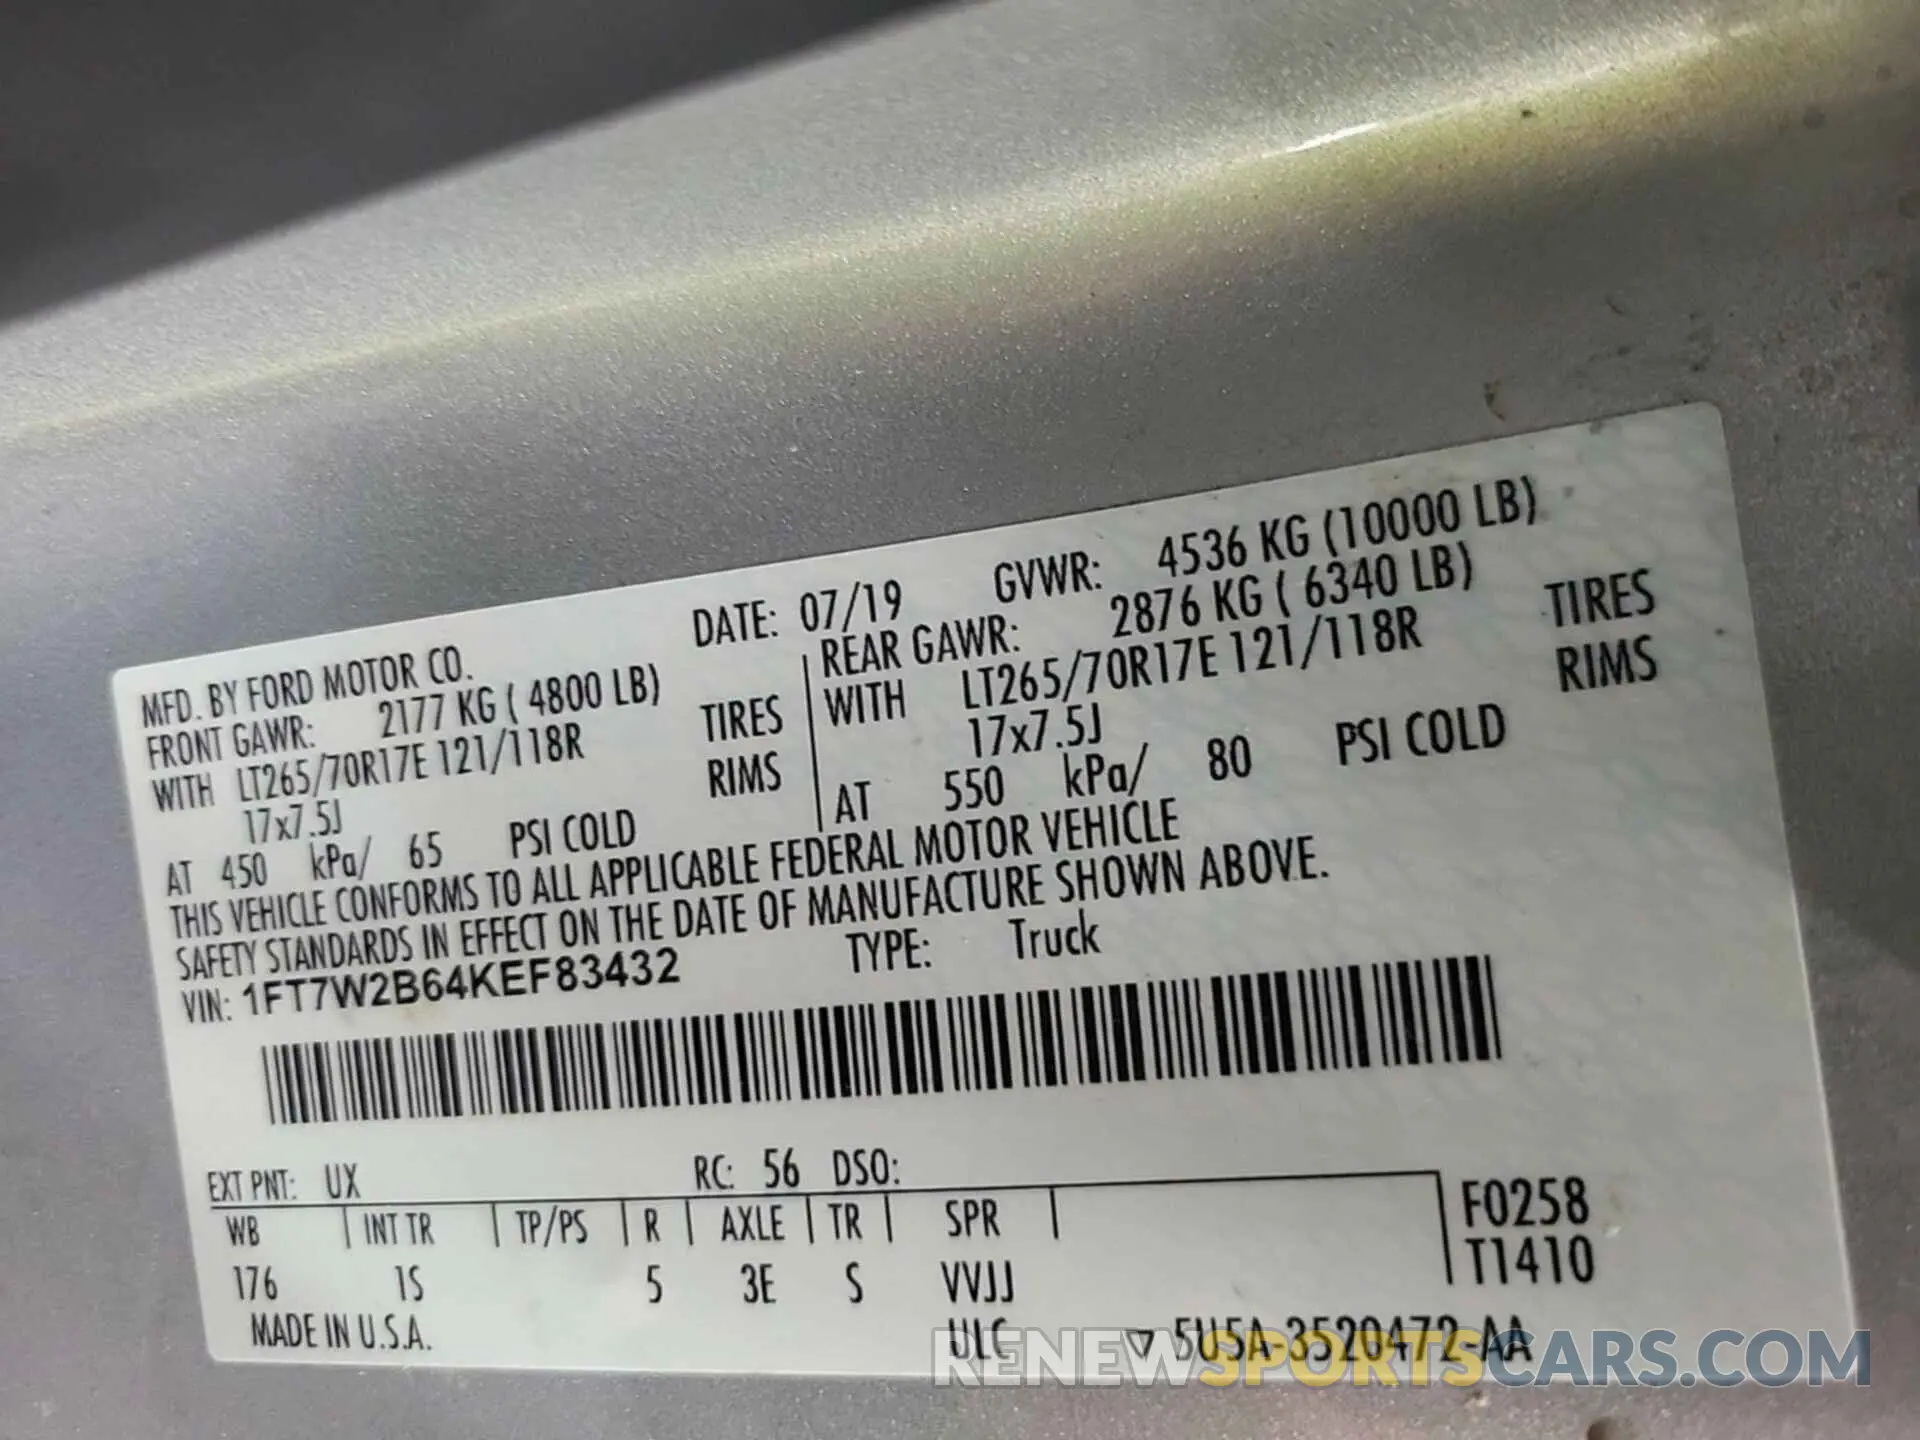 MFD. BY FORD MOTOR CO. DATE: 07/19 GVWR: 4536 KG (10000 LB)
FRONT GAWR: 2177 KG ( 4800 LB) REAR GAWR: 2876 KG ( 6340 LB)
WITH LT265/70R17E 121/118R TIRES WITH LT265/70R17E 121/118R TIRES
17x7.5J RIMS 17x7.5J RIMS
AT 450 kPa/ 65 PSI COLD AT 550 kPa/ 80 PSI COLD
THIS VEHICLE CONFORMS TO ALL APPLICABLE FEDERAL MOTOR VEHICLE
SAFETY STANDARDS IN EFFECT ON THE DATE OF MANUFACTURE SHOWN ABOVE.
VIN: 1FT7W2B64KEF83432 TYPE: Truck
EXT PNT: UX RC: 56 DSO:
WB INT TR TP/PS R AXLE TR SPR F0258
176 1S 5 3E S VVJJ T1410
MADE IN U.S.A. ULC 5U5A-3520472-AA
RENEWSPORTSCARS.COM